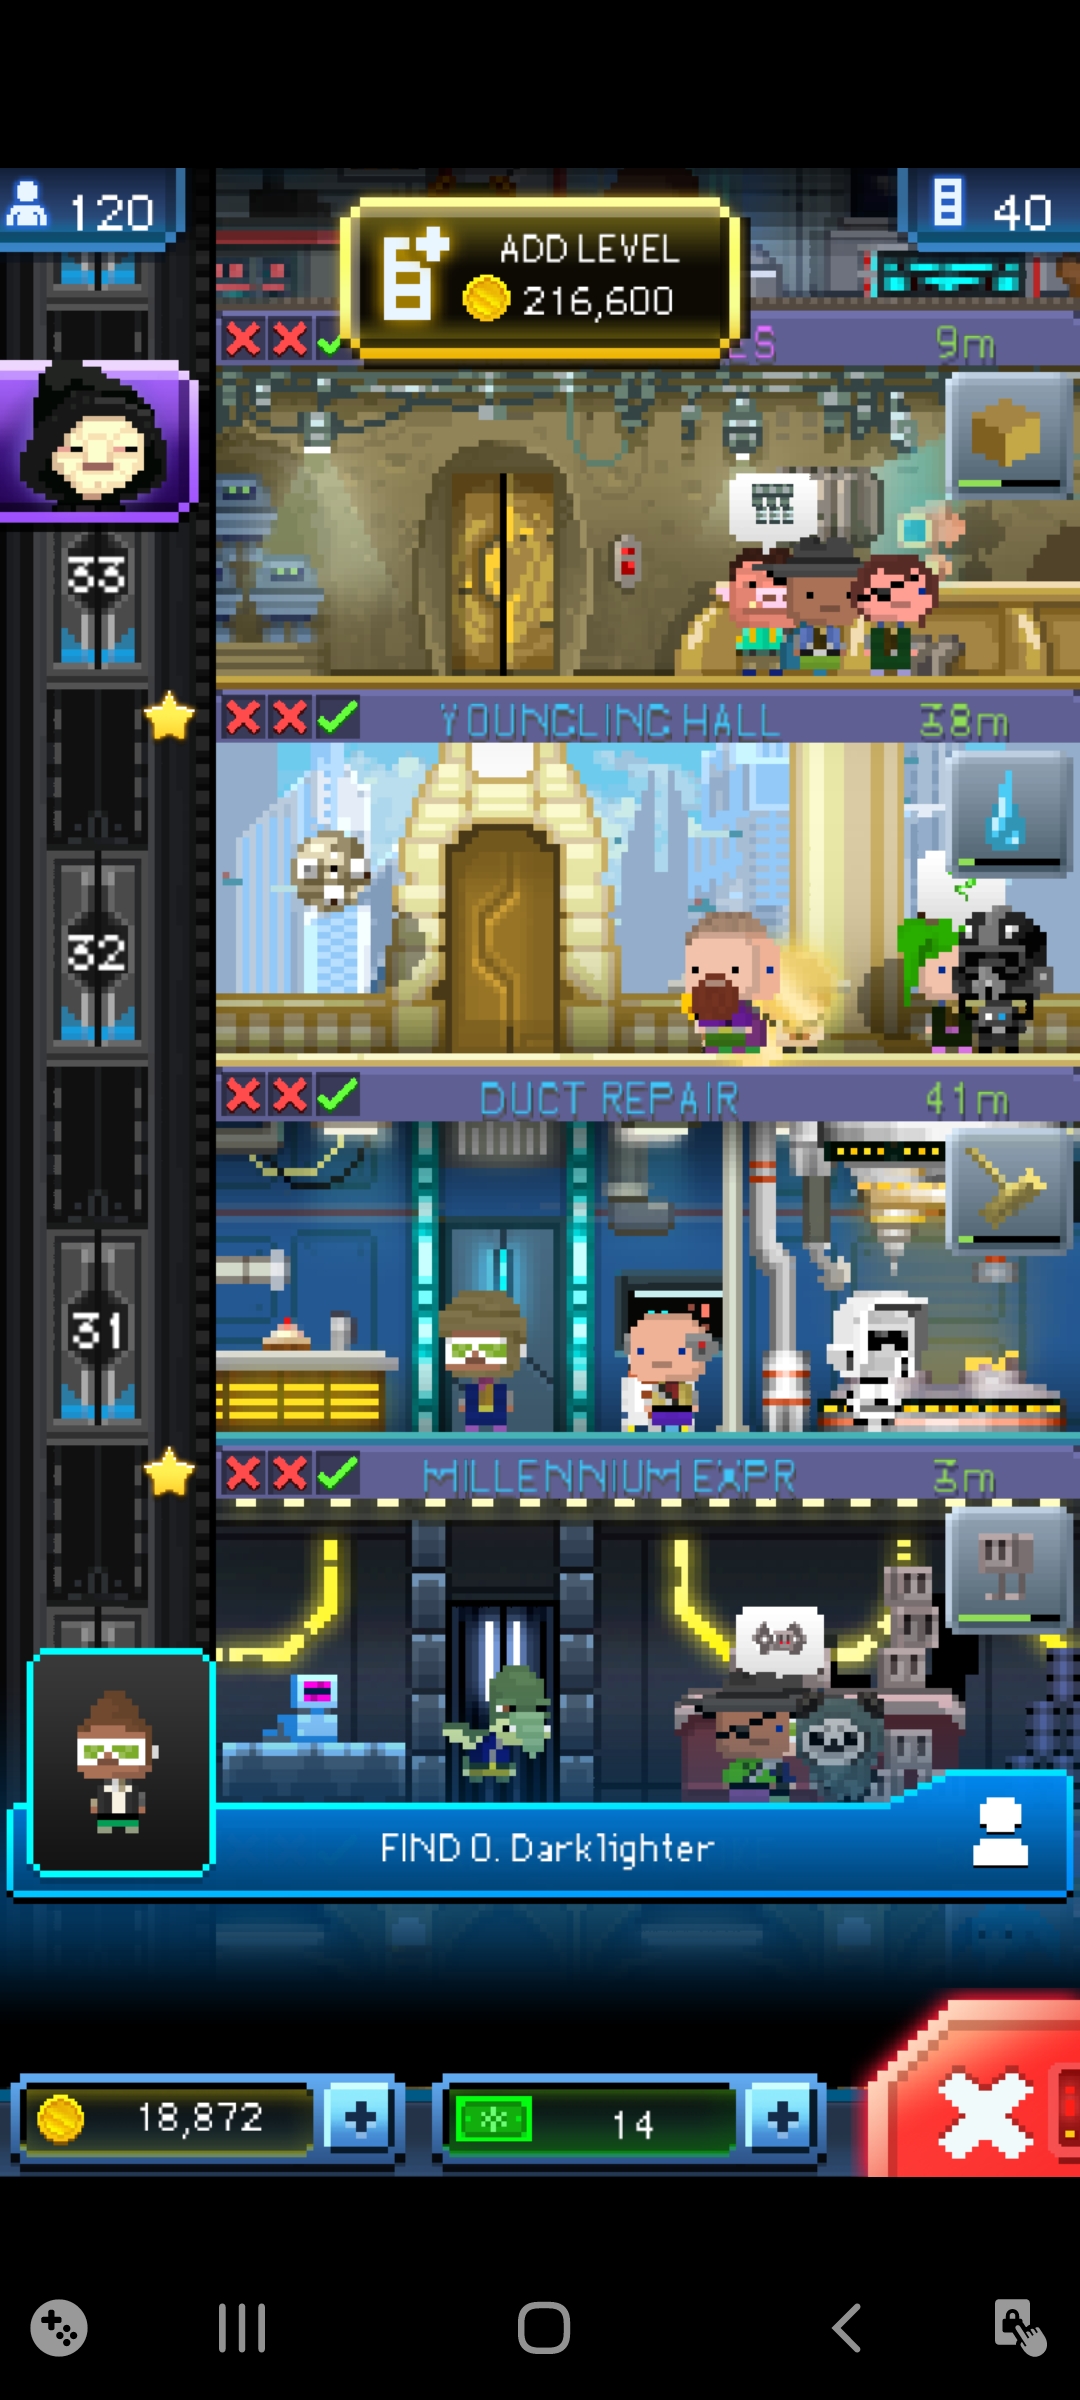 120
40
ADD LEVEL
216,600
9m
33
YOUNGLING HALL
38m
32
DUCT REPAIR
41m
31
MILLENNIUM EXPR
3m
FIND O. Darklighter
18,872
14